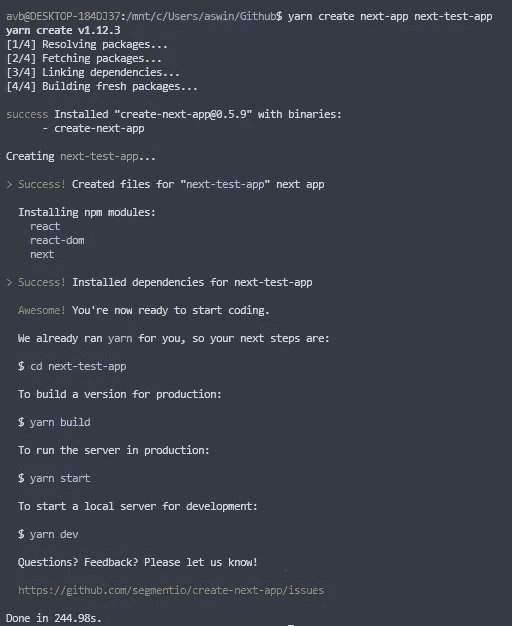 avb@DESKTOP-184DJ37:/mnt/c/Users/aswin/Github$ yarn create next-app next-test-app
yarn create v1.12.3
[1/4] Resolving packages...
[2/4] Fetching packages...
[3/4] Linking dependencies...
[4/4] Building fresh packages...
success Installed "create-next-app@0.5.9" with binaries:
- create-next-app
Creating next-test-app...
> Success! Created files for "next-test-app" next app
Installing npm modules:
react
react-dom
next
> Success! Installed dependencies for next-test-app
Awesome! You're now ready to start coding.
We already ran yarn for you, so your next steps are:
$ cd next-test-app
To build a version for production:
$ yarn build
To run the server in production:
$ yarn start
To start a local server for development:
$ yarn dev
Questions? Feedback? Please let us know!
https://github.com/segmentio/create-next-app/issues
Done in 244.98s.